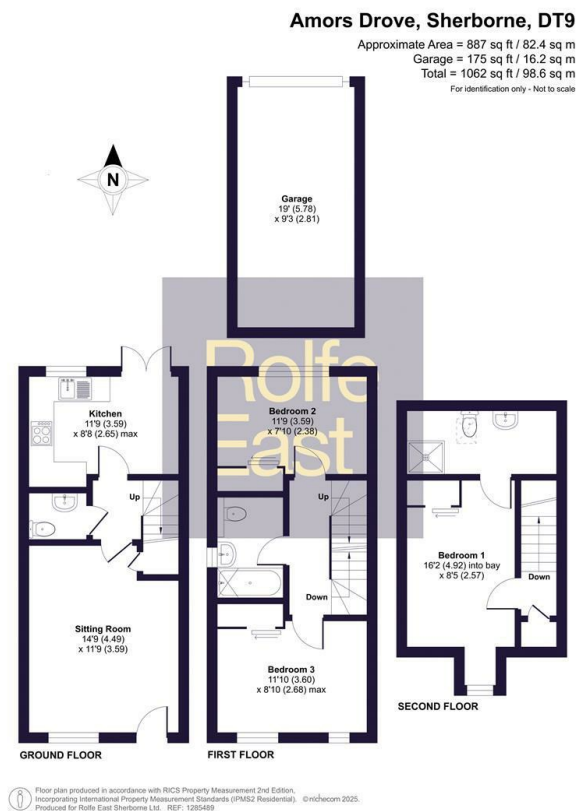 Amors Drove, Sherborne, DT9
Approximate Area = 887 sq ft / 82.4 sq m
Garage = 175 sq ft / 16.2 sq m
Total = 1062 sq ft / 98.6 sq m
For identification only - Not to scale
N
Garage
19' (5.78)
x 9'3 (2.81)
Rolfe
East
Kitchen
11'9 (3.59)
x 8'8 (2.65) max
Up
Sitting Room
14'9 (4.49)
x 11'9 (3.59)
GROUND FLOOR
Bedroom 2
11'9 (3.59)
x 7'10 (2.38)
Up
Down
Bedroom 3
11'10 (3.60)
x 8'10 (2.68) max
FIRST FLOOR
Bedroom 1
16'2 (4.92) into bay
x 8'5 (2.57)
Down
SECOND FLOOR
Floor plan produced in accordance with RICS Property Measurement 2nd Edition,
Incorporating International Property Measurement Standards (IPMS2 Residential). ©nichecom 2025.
Produced for Rolfe East Sherborne Ltd. REF: 1285489